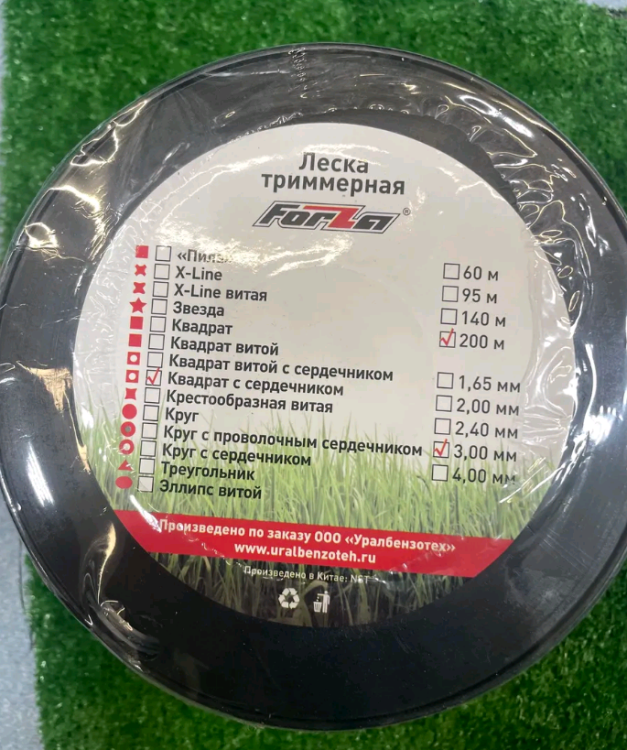 Леска
триммерная
Forza®
«Пила»
X-Line
X-Line витая
Звезда
Квадрат
Квадрат витой
Квадрат витой с сердечником
Квадрат с сердечником
Крестообразная витая
Круг
Круг с проволочным сердечником
Круг с сердечником
Треугольник
Эллипс витой
60 м
95 м
140 м
200 м
1,65 мм
2,00 мм
2,40 мм
3,00 мм
4,00 мм
Произведено по заказу ООО «Уралбензотех»
www.uralbenzoteh.ru
Произведено в Китае: